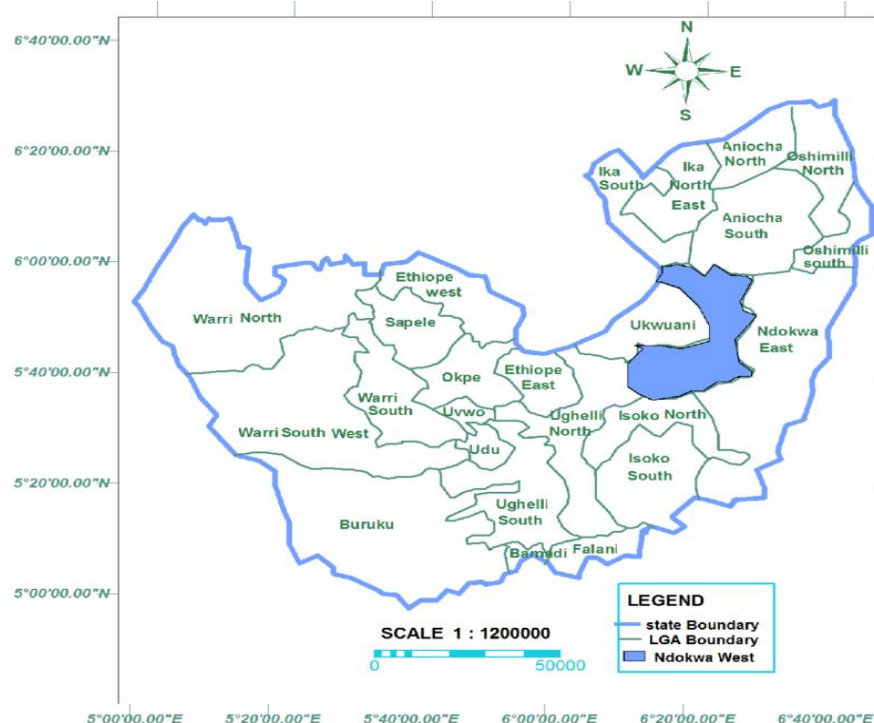 6°40'00.00"N
6°20'00.00"N
6°00'00.00"N
5°40'00.00"N
5°20'00.00"N
5°00'00.00"N
N
W
E
S
Aniocha
North
Oshimilli
North
Ika
South
Ika
North
East
Aniocha
South
Oshimilli
south
Ethiope
west
Warri North
Sapele
Ukwuani
Ndokwa
East
Okpe
Ethiope
East
Warri
South
Uvwo
Ughelli
North
Isoko North
Warri South West
Udu
Isoko
South
Ughelli
South
Buruku
Bamadi
Falani
SCALE 1 : 1200000
0
50000
LEGEND
state Boundary
LGA Boundary
Ndokwa West
5°00'00.00"E
5°20'00.00"E
5°40'00.00"E
6°00'00.00"E
6°20'00.00"E
6°40'00.00"E